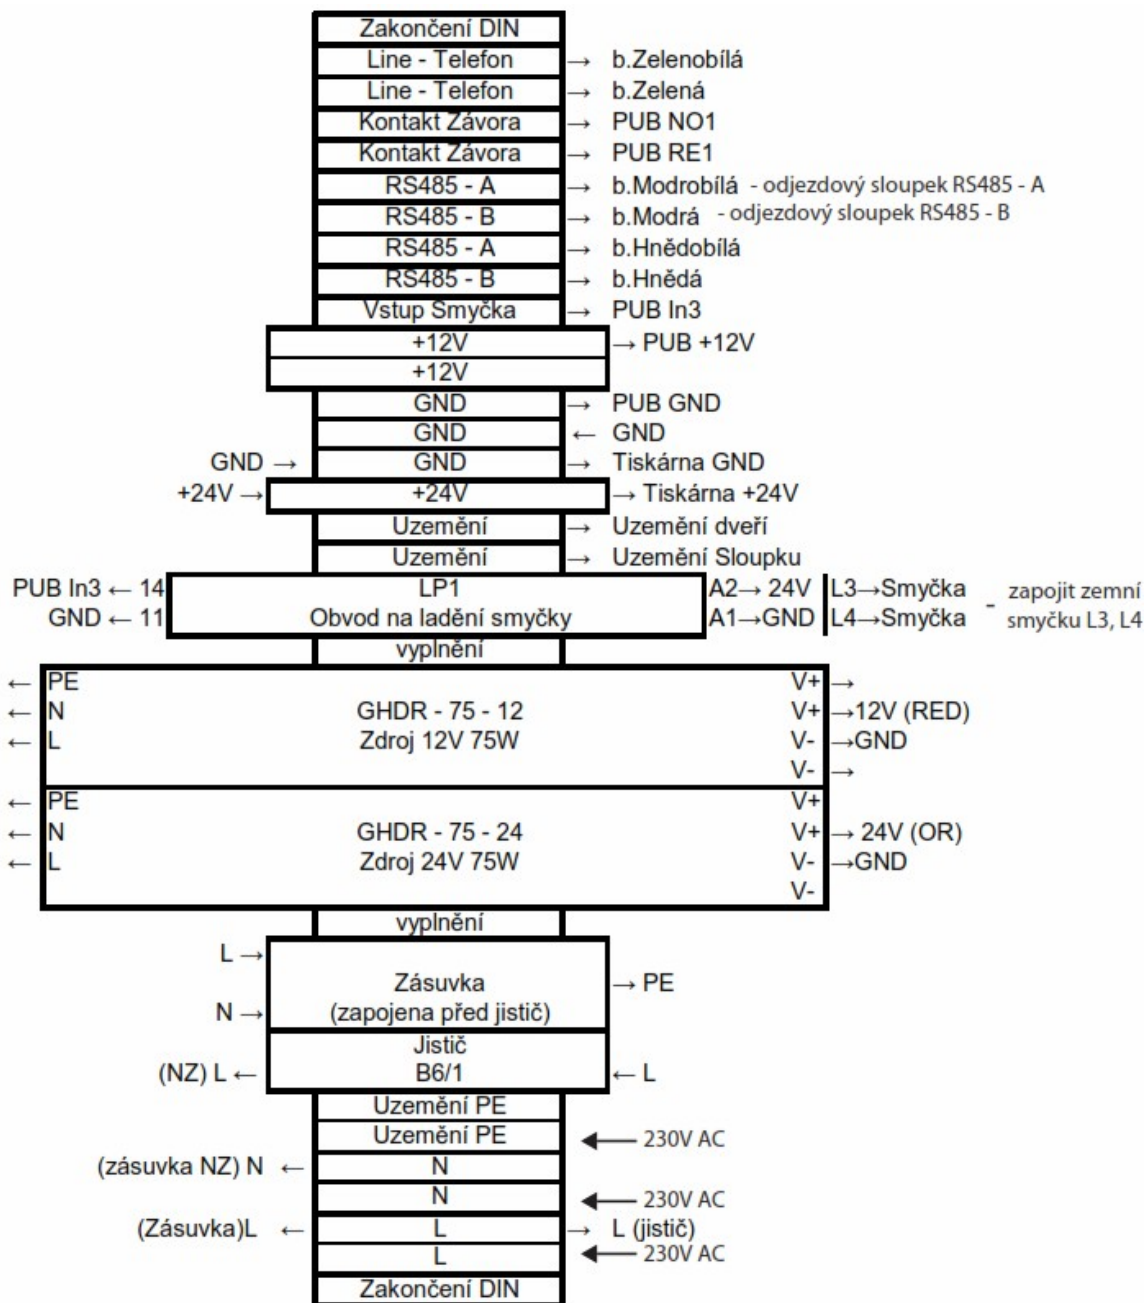 Zakončení DIN
Line - Telefon → b.Zelenobílá
Line - Telefon → b.Zelená
Kontakt Závora → PUB NO1
Kontakt Závora → PUB RE1
RS485 - A → b.Modrobílá - odjezdový sloupek RS485 - A
RS485 - B → b.Modrá - odjezdový sloupek RS485 - B
RS485 - A → b.Hnědobílá
RS485 - B → b.Hnědá
Vstup Smyčka → PUB In3
+12V → PUB +12V
+12V
GND → PUB GND
GND ← GND
GND → GND → Tiskárna GND
+24V → +24V → Tiskárna +24V
Uzemění → Uzemění dveří
Uzemění → Uzemění Sloupku
PUB In3 ← 14 LP1 A2→ 24V L3→Smyčka - zapojit zemní
GND ← 11 Obvod na ladění smyčky A1→GND L4→Smyčka smyčku L3, L4
vyplnění
← PE V+ →
← N GHDR - 75 - 12 V+ →12V (RED)
← L Zdroj 12V 75W V- →GND
V- →
← PE V+
← N GHDR - 75 - 24 V+ → 24V (OR)
← L Zdroj 24V 75W V- →GND
V-
vyplnění
L →
Zásuvka → PE
N → (zapojena před jistič)
Jistič
(NZ) L ← B6/1 ← L
Uzemění PE
Uzemění PE ← 230V AC
(zásuvka NZ) N ← N
N ← 230V AC
(Zásuvka)L ← L → L (jistič)
L ← 230V AC
Zakončení DIN